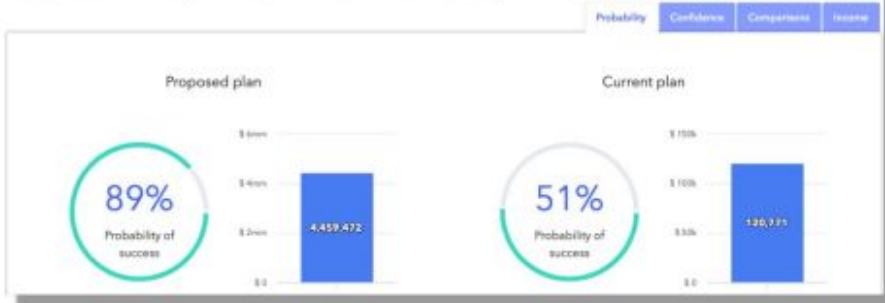 Probability Confidence Comparisons Income
Proposed plan
Current plan
89%
Probability of
success
$ 6mm
$ 4mm
$ 2mm
$ 0
4,459,472
51%
Probability of
success
$ 150k
$ 100k
$ 50k
$ 0
120,771